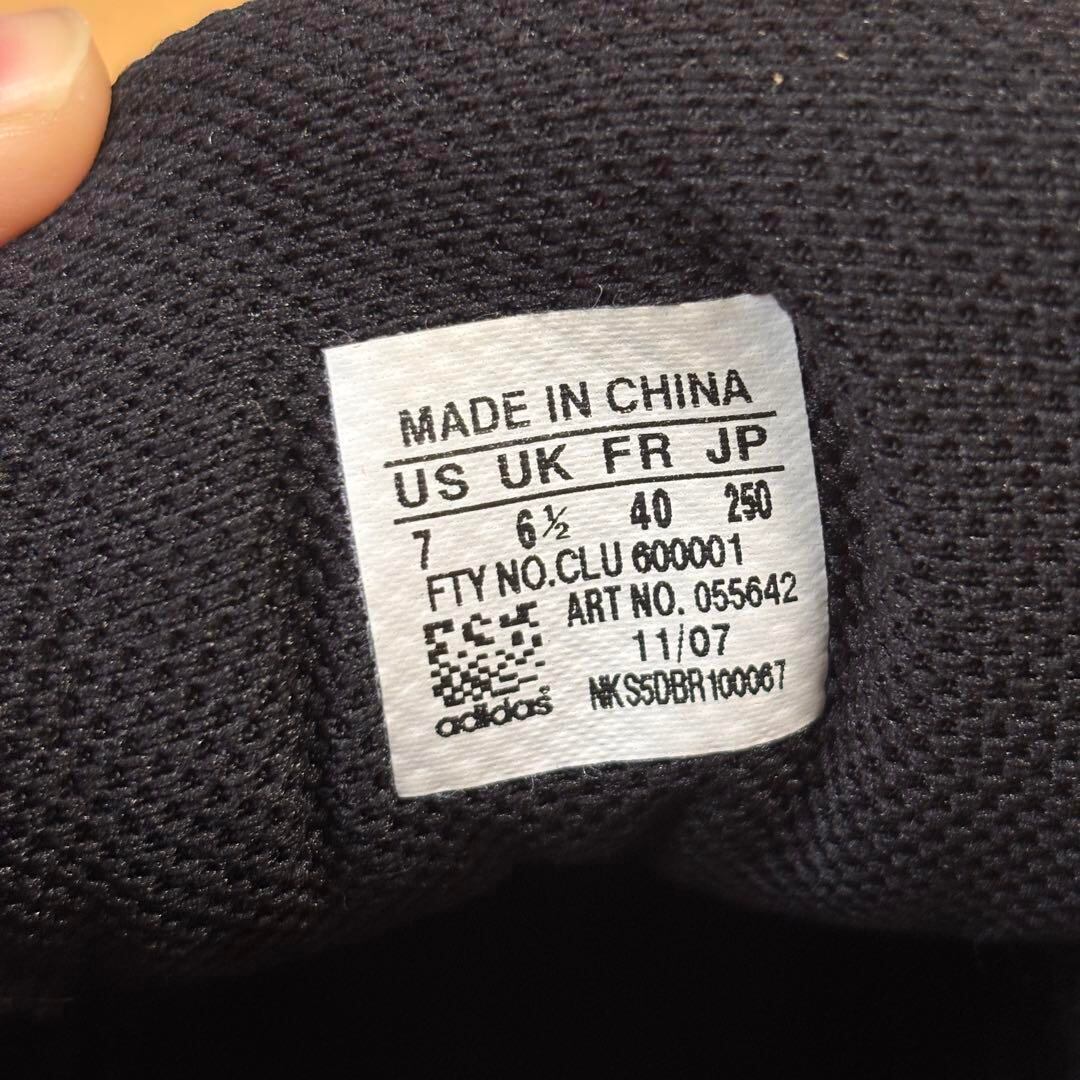 MADE IN CHINA
US UK FR JP
7 6½ 40 250
FTY NO.CLU 600001
ART NO. 055642
11/07
NKS5DBR100067
adidas